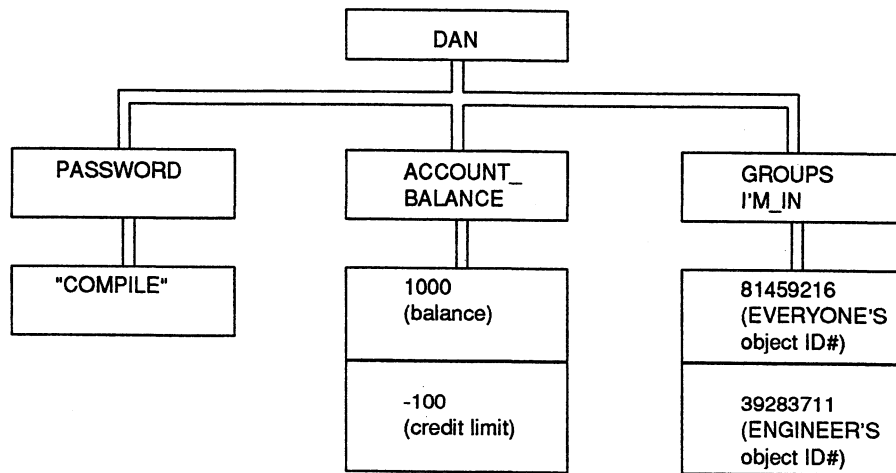 DAN
PASSWORD
"COMPILE"
ACCOUNT_
BALANCE
1000
(balance)
-100
(credit limit)
GROUPS
I'M_IN
81459216
(EVERYONE'S
object ID#)
39283711
(ENGINEER'S
object ID#)